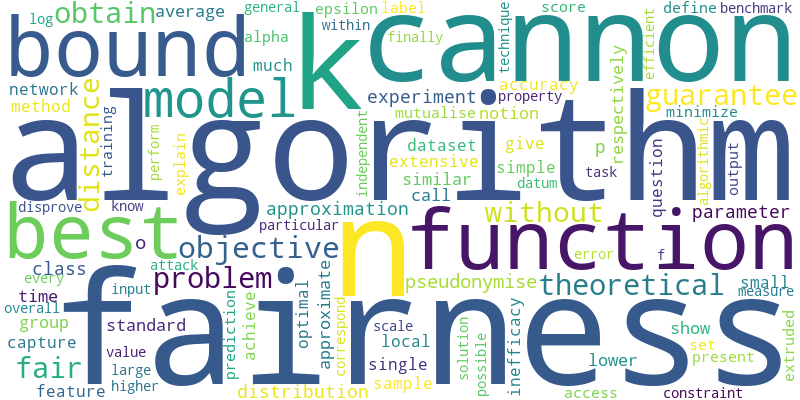 log
average
general
epsilon
label
score
define
benchmark
obtain
within
technique
efficient
bound
k
cannon
alpha
finally
much
network
method
model
experiment
property
accuracy
guarantee
distance
training
perform
explain
independent
mutualise
notion
respectively
minimize
algorithm
dataset
extensive
similar
call
give
simple
datum
p
task
question
algorithmic
output
disprove
know
best
o
approximation
particular
without
parameter
objective
n
function
error
f
class
every
time
overall
group
capture
attack
input
problem
pseudonymise
theoretical
small
measure
fairness
standard
value
large
higher
fair
feature
prediction
achieve
optimal
approximate
correspond
scale
local
single
sample
distribution
solution
possible
inefficacy
lower
access
show
set
present
constraint
extruded